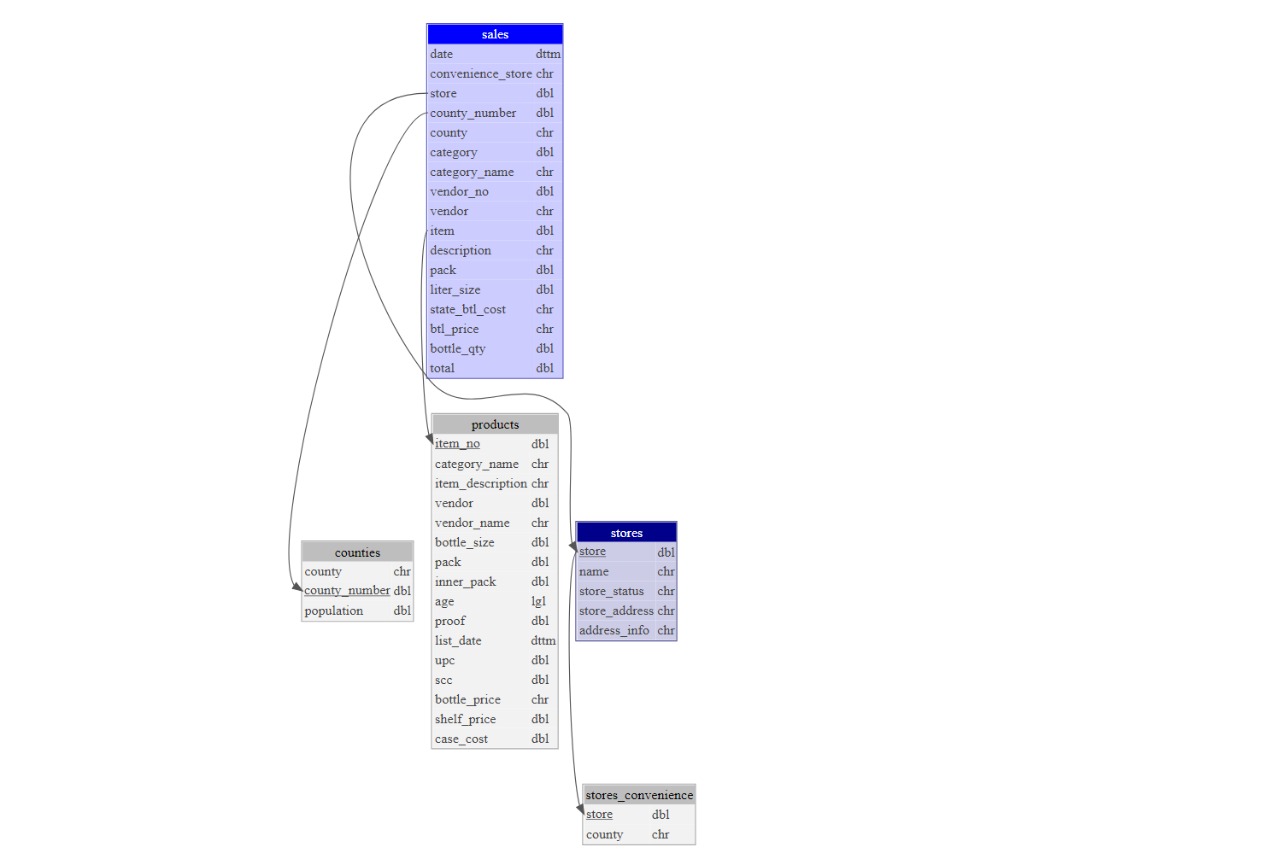 sales
date dttm
convenience_store chr
store dbl
county_number dbl
county chr
category dbl
category_name chr
vendor_no dbl
vendor chr
item dbl
description chr
pack dbl
liter_size dbl
state_btl_cost chr
btl_price chr
bottle_qty dbl
total dbl
products
item_no dbl
category_name chr
item_description chr
vendor dbl
vendor_name chr
bottle_size dbl
pack dbl
inner_pack dbl
age lgl
proof dbl
list_date dttm
upc dbl
scc dbl
bottle_price chr
shelf_price dbl
case_cost dbl
stores
store dbl
name chr
store_status chr
store_address chr
address_info chr
counties
county chr
county_number dbl
population dbl
stores_convenience
store dbl
county chr